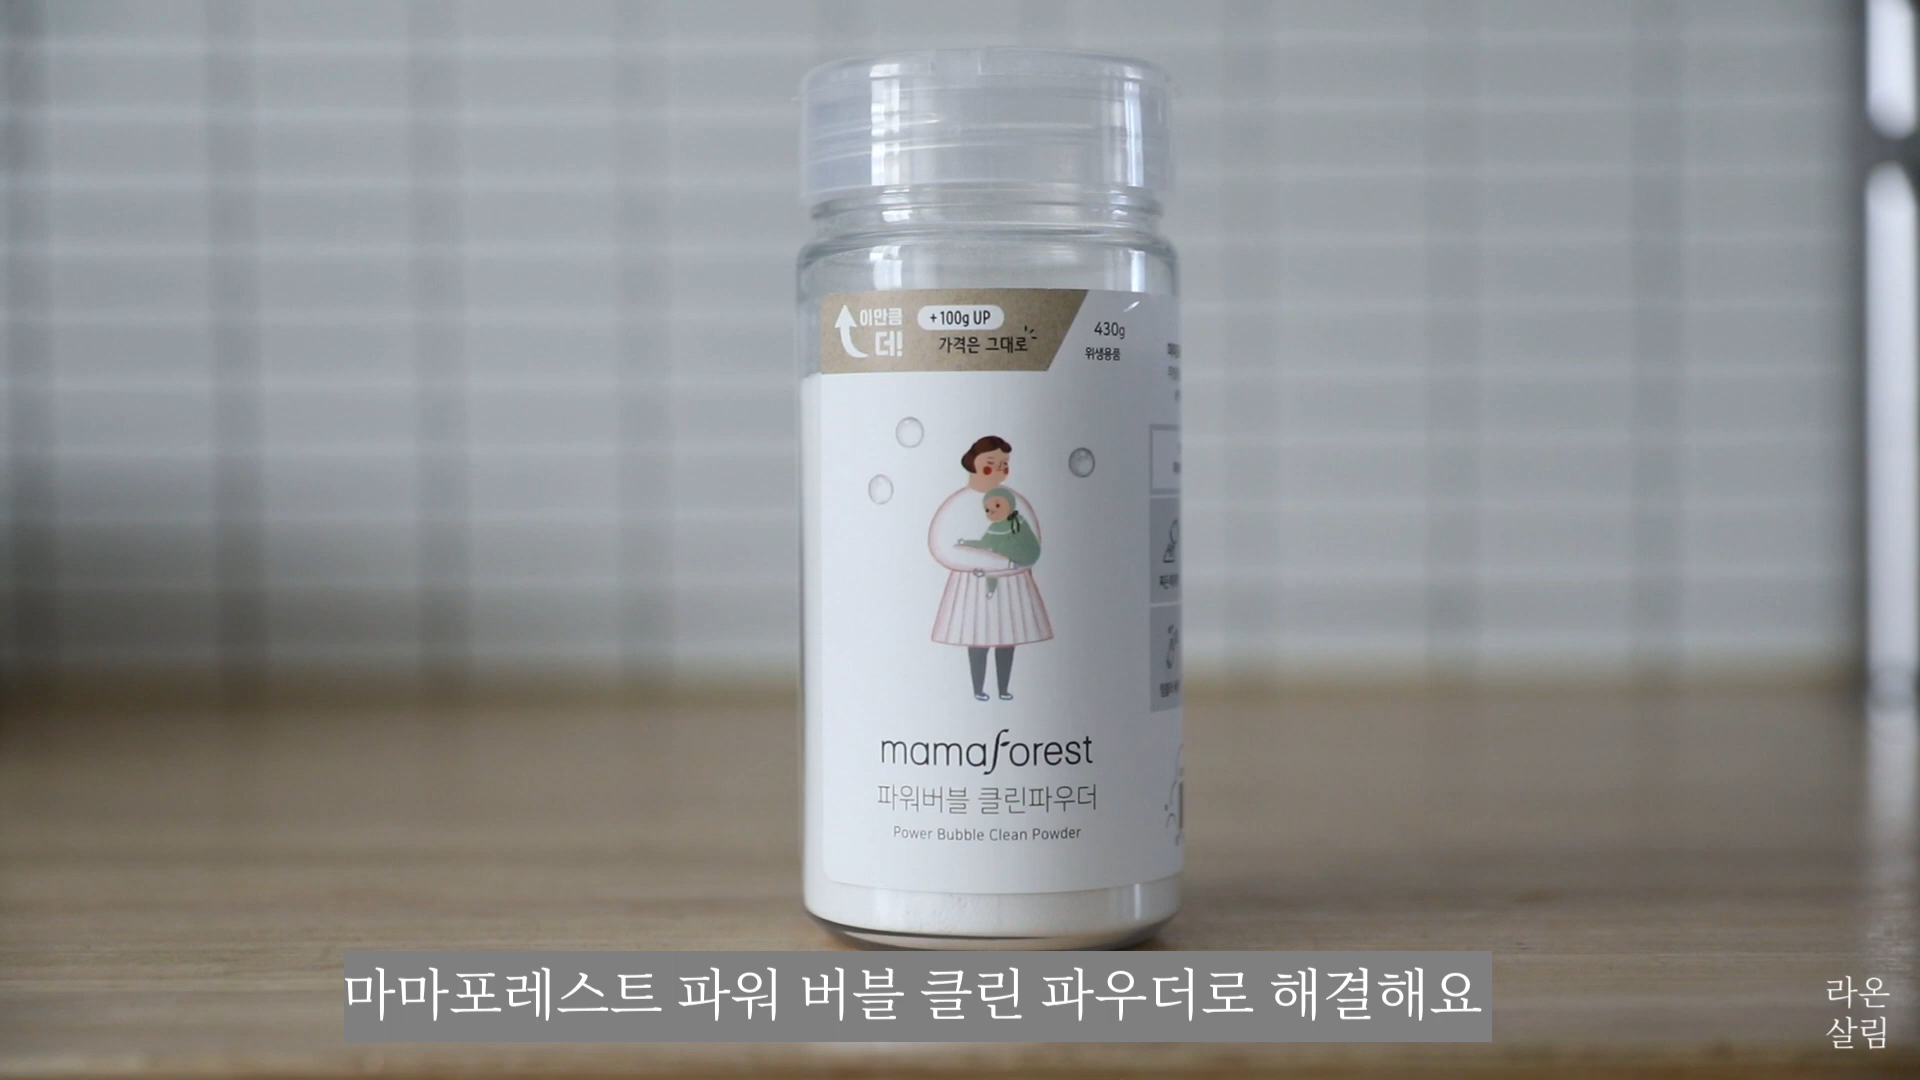 이만큼
더!
+100g UP
가격은 그대로
430g
위생용품
mamaforest
파워버블 클린파우더
Power Bubble Clean Powder
마마포레스트 파워 버블 클린 파우더로 해결해요
라온
살림